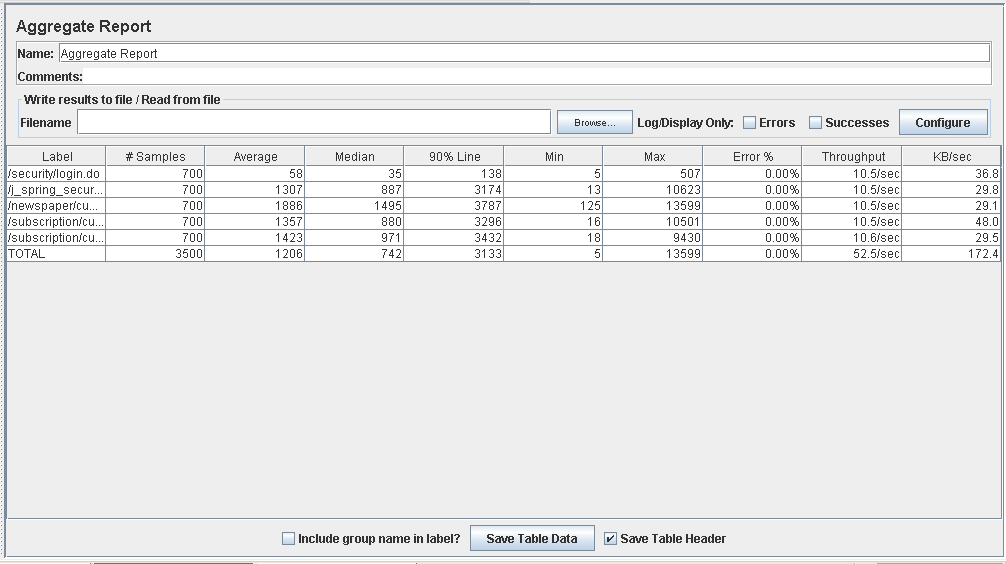 Aggregate Report
Name: Aggregate Report
Comments:
Write results to file / Read from file
Filename Browse... Log/Display Only: Errors Successes Configure
Label # Samples Average Median 90% Line Min Max Error % Throughput KB/sec
/security/login.do 700 58 35 138 5 507 0.00% 10.5/sec 36.8
/j_spring_secur... 700 1307 887 3174 13 10623 0.00% 10.5/sec 29.8
/newspaper/cu... 700 1886 1495 3787 125 13599 0.00% 10.5/sec 29.1
/subscription/cu... 700 1357 880 3296 16 10501 0.00% 10.5/sec 48.0
/subscription/cu... 700 1423 971 3432 18 9430 0.00% 10.6/sec 29.5
TOTAL 3500 1206 742 3133 5 13599 0.00% 52.5/sec 172.4
Include group name in label? Save Table Data Save Table Header